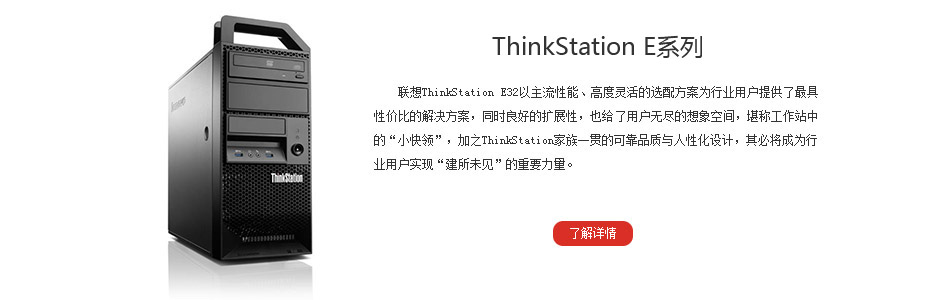 ThinkStation E系列
联想ThinkStation E32以主流性能、高度灵活的选配方案为行业用户提供了最具
性价比的解决方案，同时良好的扩展性，也给了用户无尽的想象空间，堪称工作站中
的“小快领”，加之ThinkStation家族一贯的可靠品质与人性化设计，其必将成为行
业用户实现“建所未见”的重要力量。
ThinkStation
了解详情